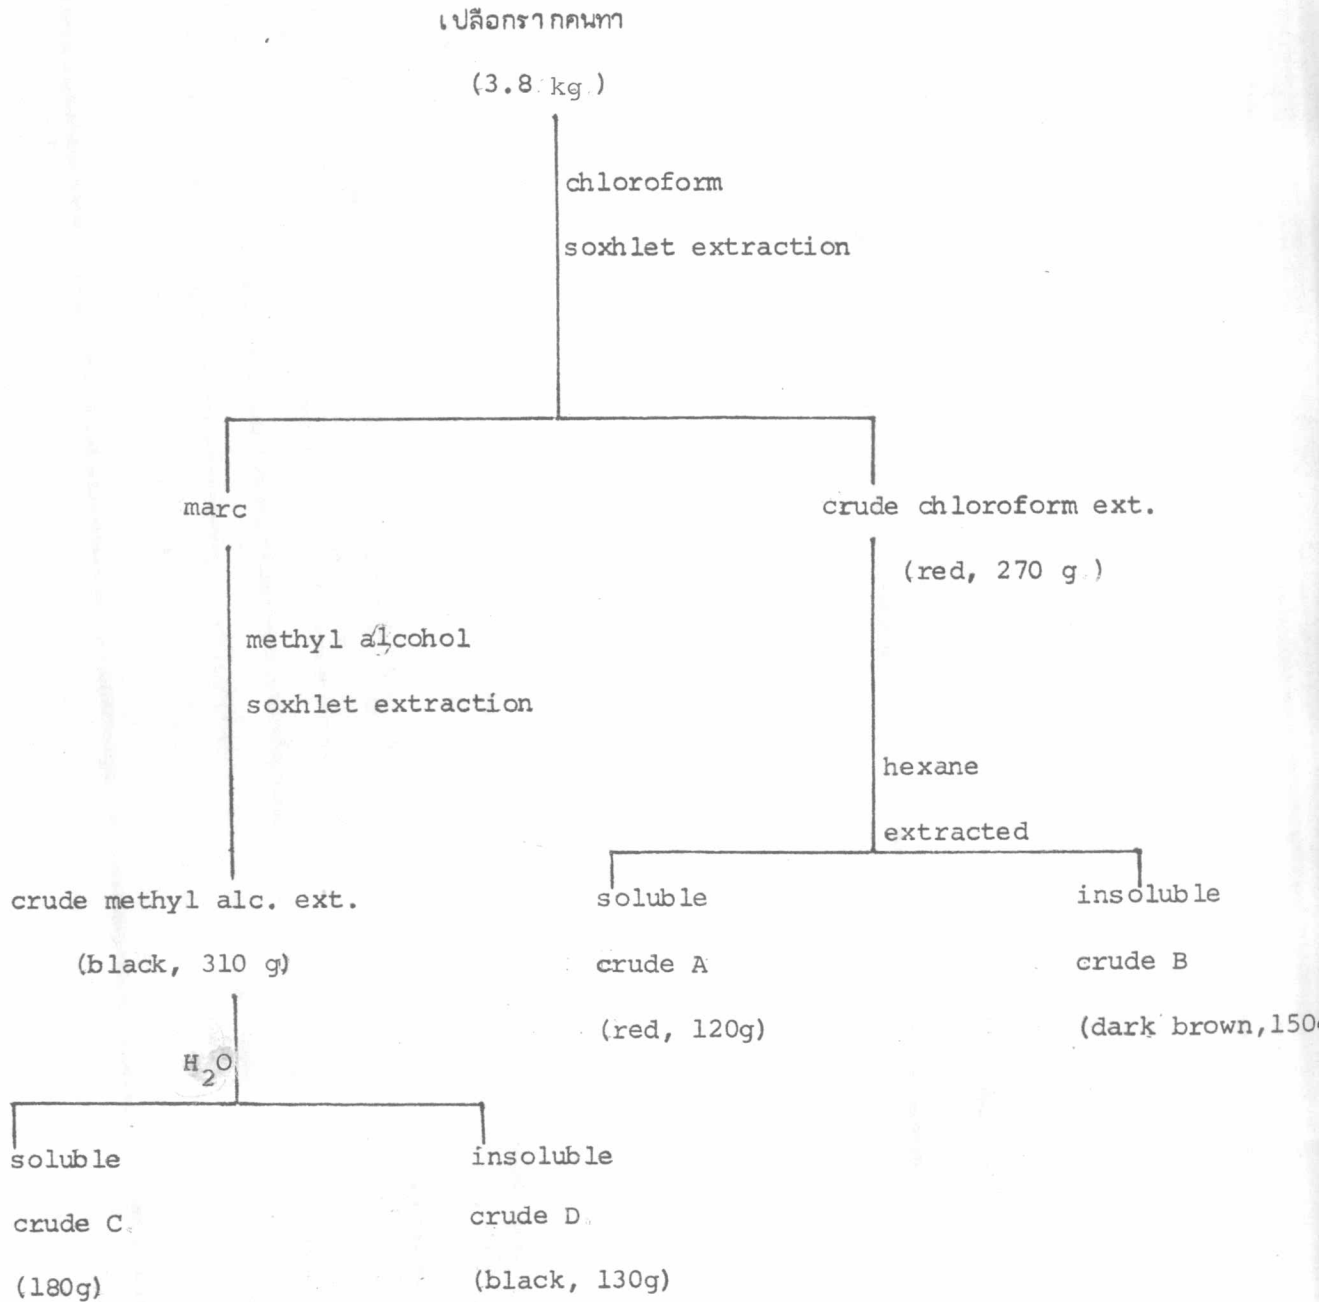 เปลือกรากคนทา
(3.8 kg.)
chloroform
soxhlet extraction
marc
crude chloroform ext.
(red, 270 g.)
methyl alcohol
soxhlet extraction
hexane
extracted
crude methyl alc. ext.
(black, 310 g)
soluble
crude A
(red, 120g)
insoluble
crude B
(dark brown,150g
H2O
soluble
crude C
(180g)
insoluble
crude D
(black, 130g)